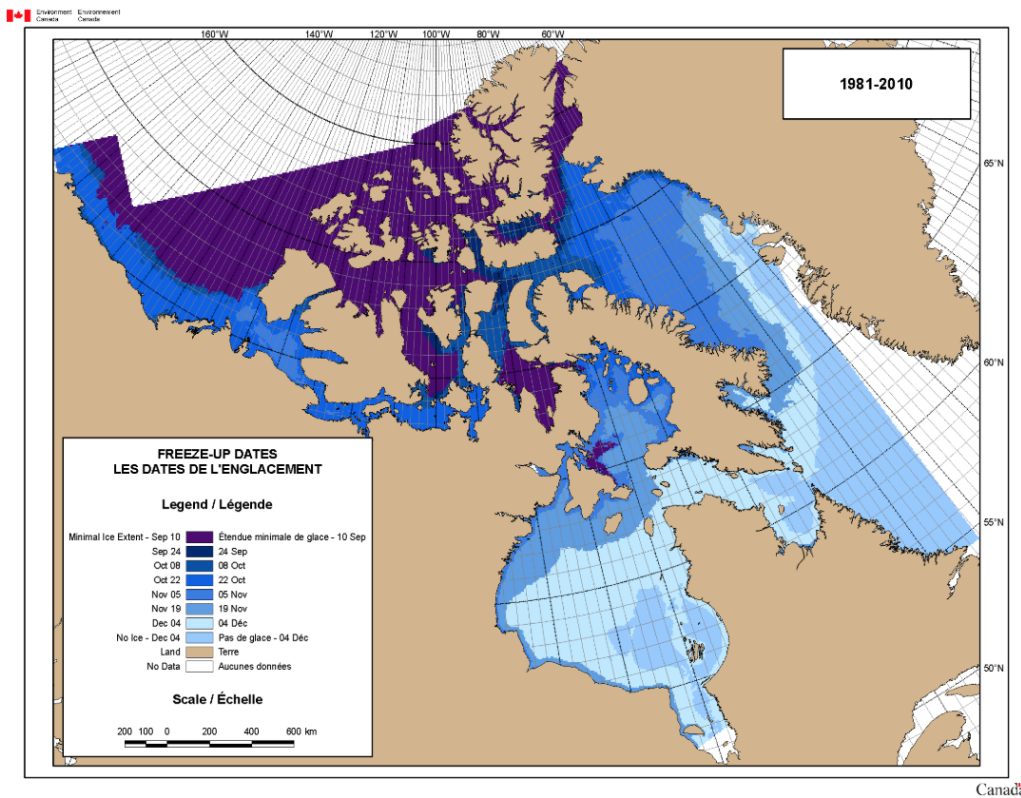 Environment Environnement
Canada Canada
160°W 140°W 120°W 100°W 80°W 60°W
1981-2010
65°N
60°N
55°N
50°N
FREEZE-UP DATES
LES DATES DE L'ENGLACEMENT
Legend / Légende
Minimal Ice Extent - Sep 10 Étendue minimale de glace - 10 Sep
Sep 24 24 Sep
Oct 08 08 Oct
Oct 22 22 Oct
Nov 05 05 Nov
Nov 19 19 Nov
Dec 04 04 Déc
No Ice - Dec 04 Pas de glace - 04 Déc
Land Terre
No Data Aucunes données
Scale / Échelle
200 100 0 200 400 600 km
Canada